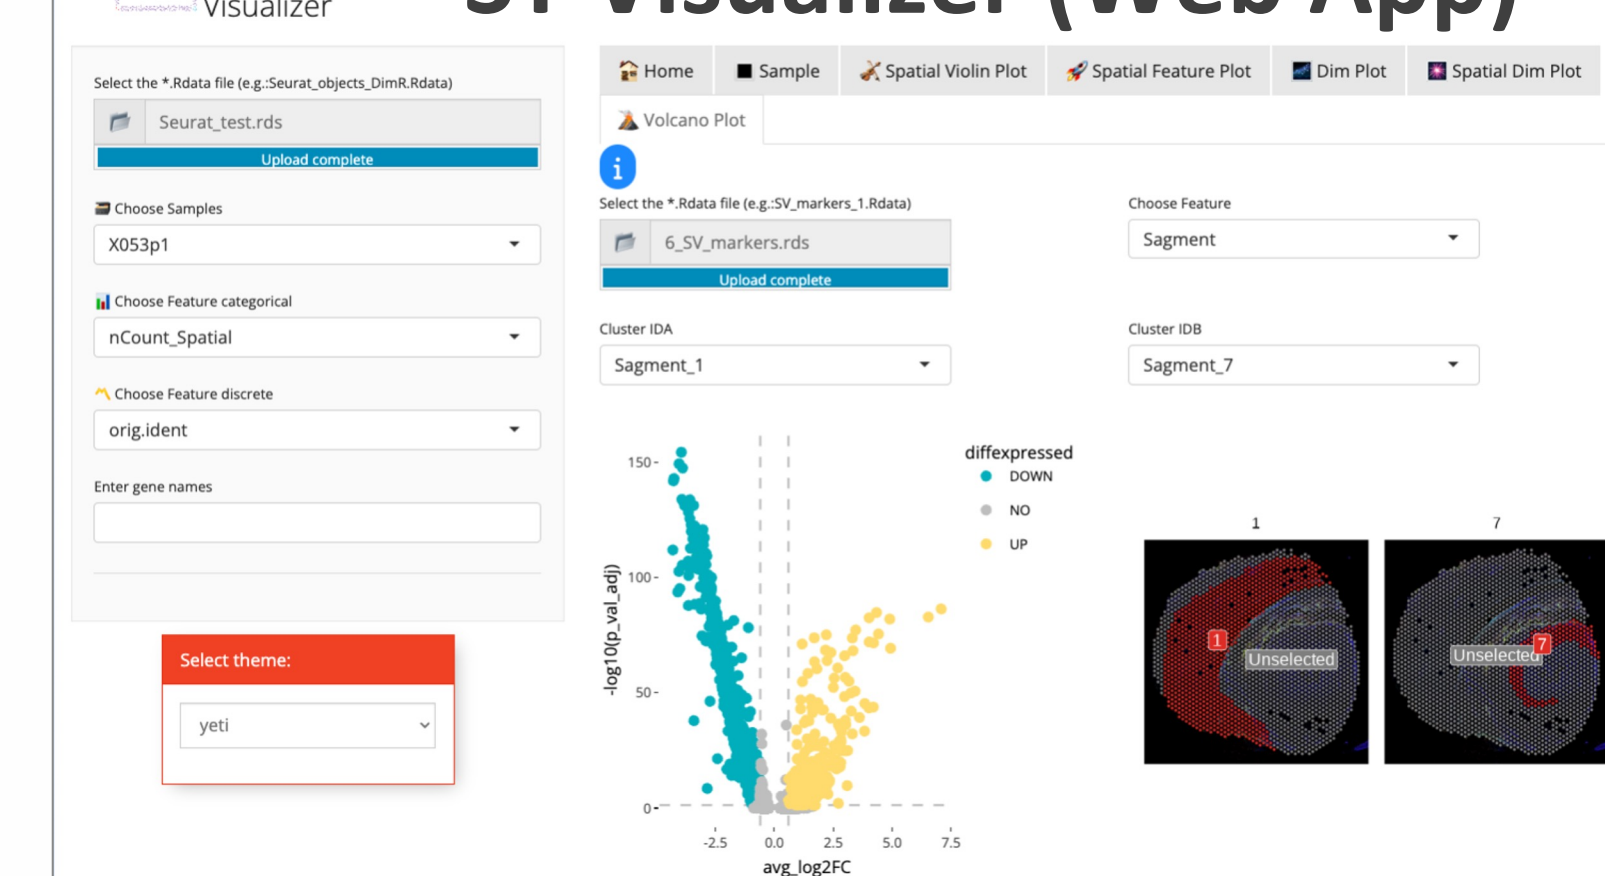 Visualizer
ST Visualizer (Web App)
Select the *.Rdata file (e.g.:Seurat_objects_DimR.Rdata)
Seurat_test.rds
Upload complete
Choose Samples
X053p1
Choose Feature categorical
nCount_Spatial
Choose Feature discrete
orig.ident
Enter gene names
Select theme:
yeti
Home
Sample
Spatial Violin Plot
Spatial Feature Plot
Dim Plot
Spatial Dim Plot
Volcano Plot
i
Select the *.Rdata file (e.g.:SV_markers_1.Rdata)
6_SV_markers.rds
Upload complete
Choose Feature
Sagment
Cluster IDA
Sagment_1
Cluster IDB
Sagment_7
-log10(p_val_adj)
150
100
50
0
-2.5 0.0 2.5 5.0 7.5
avg_log2FC
diffexpressed
DOWN
NO
UP
1
1
Unselected
7
Unselected
7